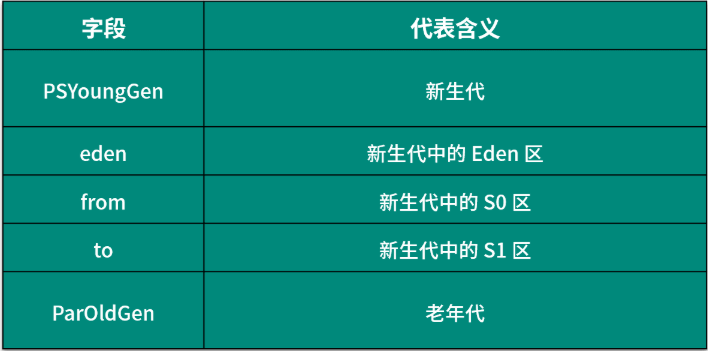 字段 代表含义
PSYoungGen 新生代
eden 新生代中的 Eden 区
from 新生代中的 S0 区
to 新生代中的 S1 区
ParOldGen 老年代